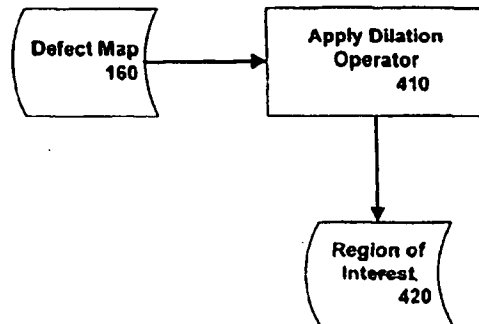 Defect Map
160
Apply Dilation
Operator
410
Region of
Interest
420